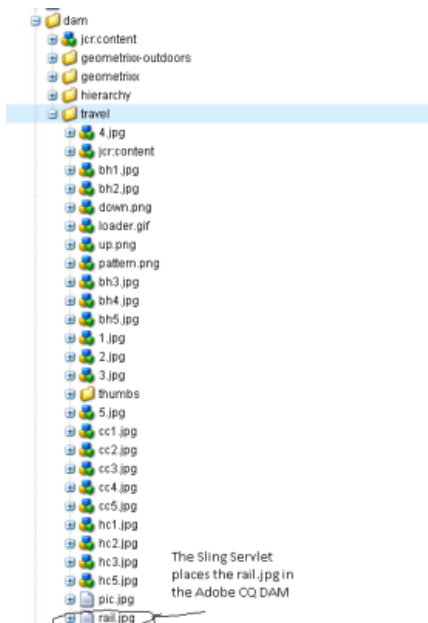 dam
jcr:content
geometrixx-outdoors
geometrixx
hierarchy
travel
4.jpg
jcr:content
bh1.jpg
bh2.jpg
down.png
loader.gif
up.png
pattern.png
bh3.jpg
bh4.jpg
bh5.jpg
1.jpg
2.jpg
3.jpg
thumbs
5.jpg
cc1.jpg
cc2.jpg
cc3.jpg
cc4.jpg
cc5.jpg
hc1.jpg
hc2.jpg
hc3.jpg
hc5.jpg
pic.jpg
rail.jpg
The Sling Servlet
places the rail.jpg in
the Adobe CQ DAM